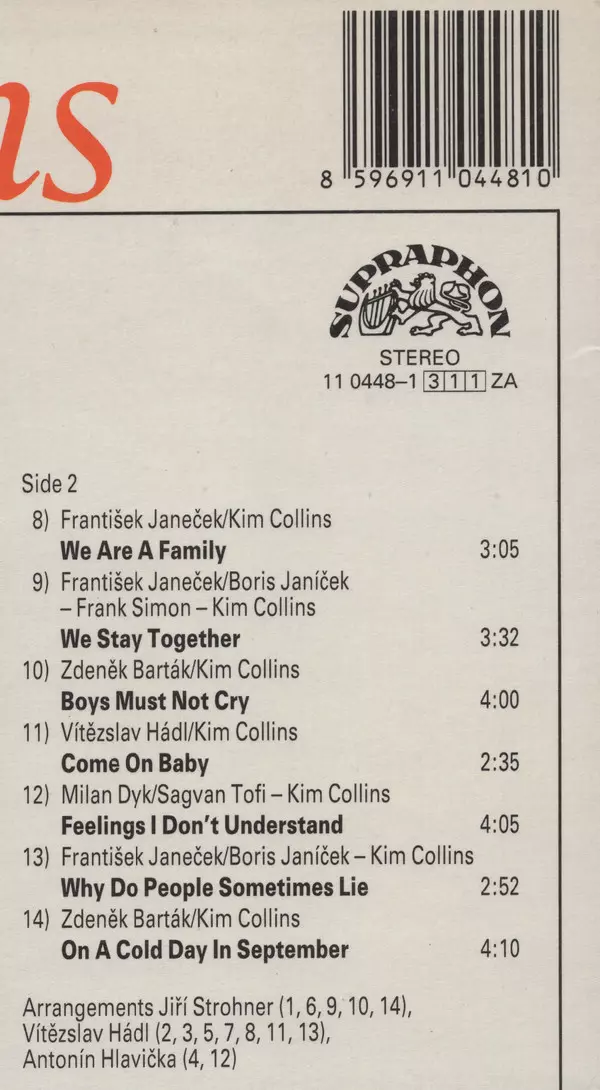 ns
8 596911 044810
SUPRAPHON
STEREO
11 0448–1 311 ZA
Side 2
8) František Janeček/Kim Collins
We Are A Family 3:05
9) František Janeček/Boris Janíček
– Frank Simon – Kim Collins
We Stay Together 3:32
10) Zdeněk Barták/Kim Collins
Boys Must Not Cry 4:00
11) Vítězslav Hádl/Kim Collins
Come On Baby 2:35
12) Milan Dyk/Sagvan Tofi – Kim Collins
Feelings I Don't Understand 4:05
13) František Janeček/Boris Janíček – Kim Collins
Why Do People Sometimes Lie 2:52
14) Zdeněk Barták/Kim Collins
On A Cold Day In September 4:10
Arrangements Jiří Strohner (1, 6, 9, 10, 14),
Vítězslav Hádl (2, 3, 5, 7, 8, 11, 13),
Antonín Hlavička (4, 12)